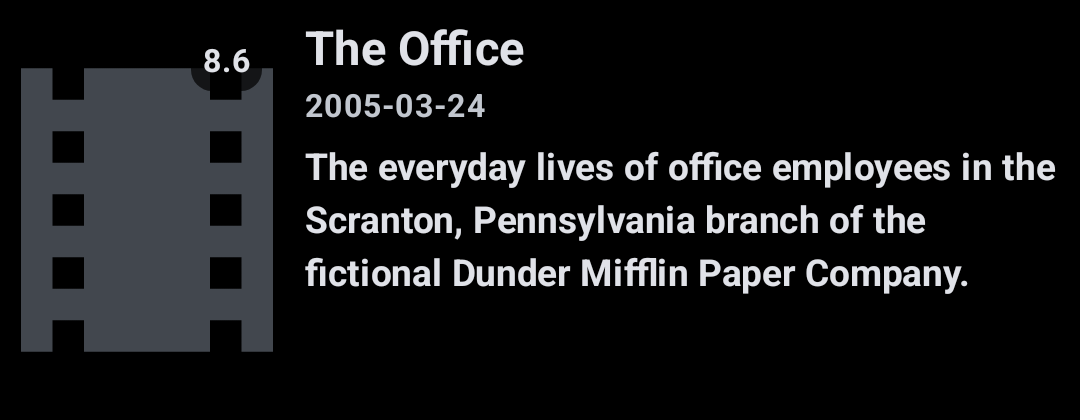 8.6
The Office
2005-03-24
The everyday lives of office employees in the
Scranton, Pennsylvania branch of the
fictional Dunder Mifflin Paper Company.